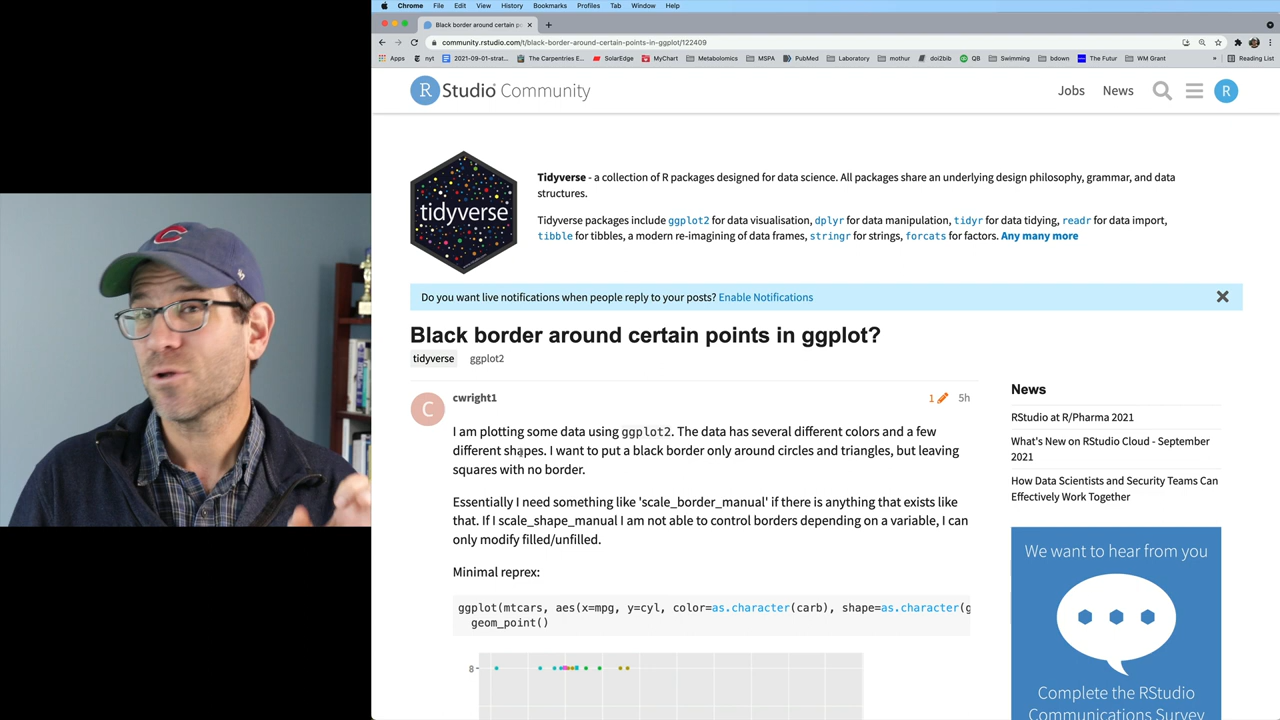 Chrome File Edit View History Bookmarks Profiles Tab Window Help
Black border around certain p
community.rstudio.com/t/black-border-around-certain-points-in-ggplot/122409
Apps nyt 2021-09-01-strat... The Carpentries E... SolarEdge MyChart Metabolomics MSPA PubMed Laboratory mothur doi2bib QB Swimming bdown The Futur WM Grant » Reading List
R Studio Community
Jobs News R
tidyverse
Tidyverse - a collection of R packages designed for data science. All packages share an underlying design philosophy, grammar, and data
structures.
Tidyverse packages include ggplot2 for data visualisation, dplyr for data manipulation, tidyr for data tidying, readr for data import,
tibble for tibbles, a modern re-imagining of data frames, stringr for strings, forcats for factors. Any many more
Do you want live notifications when people reply to your posts? Enable Notifications
Black border around certain points in ggplot?
tidyverse ggplot2
C
cwright1
1 5h
I am plotting some data using ggplot2. The data has several different colors and a few
different shapes. I want to put a black border only around circles and triangles, but leaving
squares with no border.
Essentially I need something like 'scale_border_manual' if there is anything that exists like
that. If I scale_shape_manual I am not able to control borders depending on a variable, I can
only modify filled/unfilled.
Minimal reprex:
ggplot(mtcars, aes(x=mpg, y=cyl, color=as.character(carb), shape=as.character(g
geom_point()
8
News
RStudio at R/Pharma 2021
What's New on RStudio Cloud - September
2021
How Data Scientists and Security Teams Can
Effectively Work Together
We want to hear from you
Complete the RStudio
Communications Survey
C